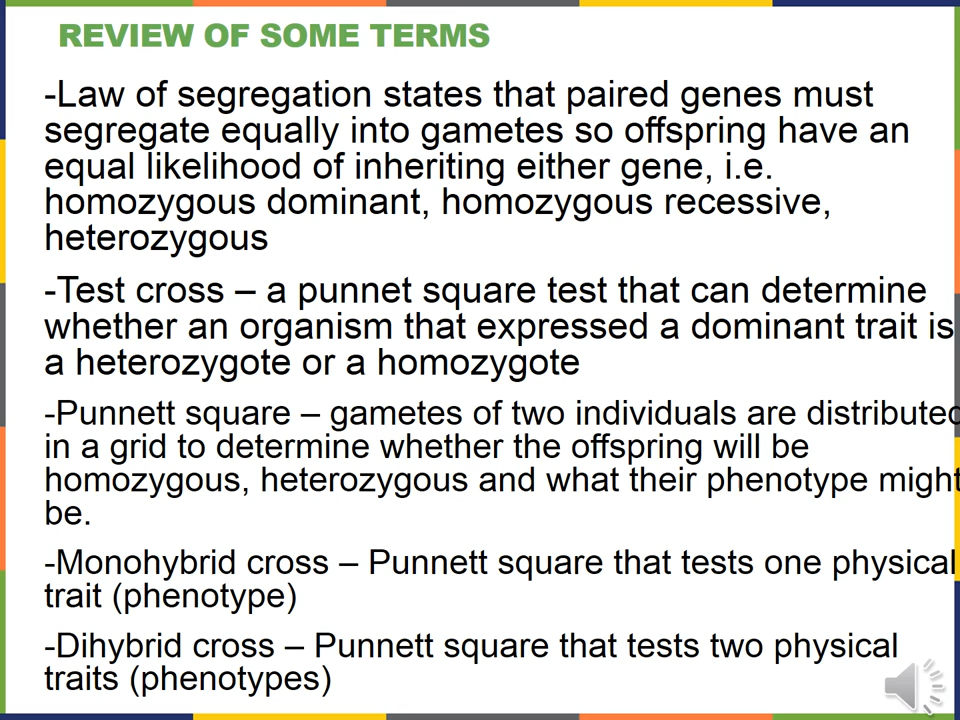 REVIEW OF SOME TERMS
-Law of segregation states that paired genes must
segregate equally into gametes so offspring have an
equal likelihood of inheriting either gene, i.e.
homozygous dominant, homozygous recessive,
heterozygous
-Test cross – a punnet square test that can determine
whether an organism that expressed a dominant trait is
a heterozygote or a homozygote
-Punnett square – gametes of two individuals are distributed
in a grid to determine whether the offspring will be
homozygous, heterozygous and what their phenotype might
be.
-Monohybrid cross – Punnett square that tests one physical
trait (phenotype)
-Dihybrid cross – Punnett square that tests two physical
traits (phenotypes)